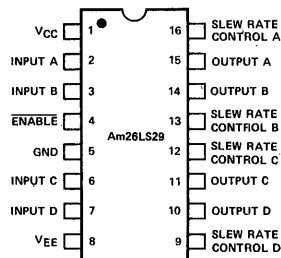 VCC 1 16 SLEW RATE
CONTROL A
INPUT A 2 15 OUTPUT A
INPUT B 3 14 OUTPUT B
ENABLE 4 13 SLEW RATE
CONTROL B
Am26LS29
GND 5 12 SLEW RATE
CONTROL C
INPUT C 6 11 OUTPUT C
INPUT D 7 10 OUTPUT D
VEE 8 9 SLEW RATE
CONTROL D